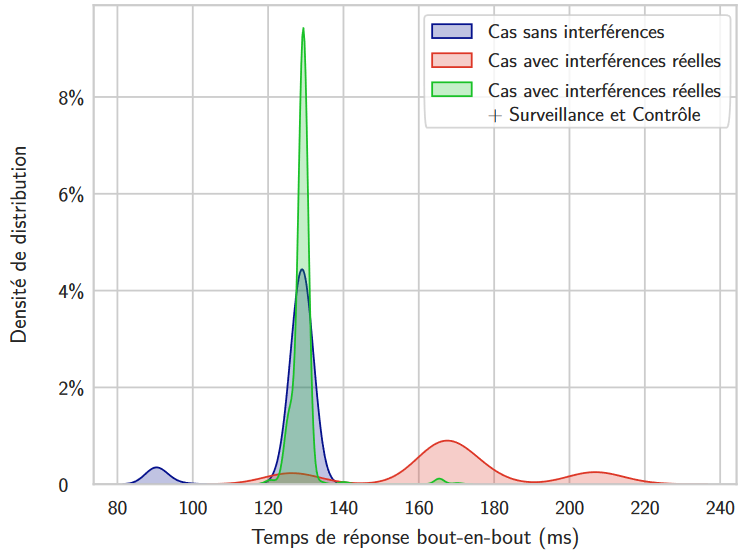 Cas sans interférences
Cas avec interférences réelles
Cas avec interférences réelles
+ Surveillance et Contrôle
8%
6%
4%
2%
0
Densité de distribution
80 100 120 140 160 180 200 220 240
Temps de réponse bout-en-bout (ms)